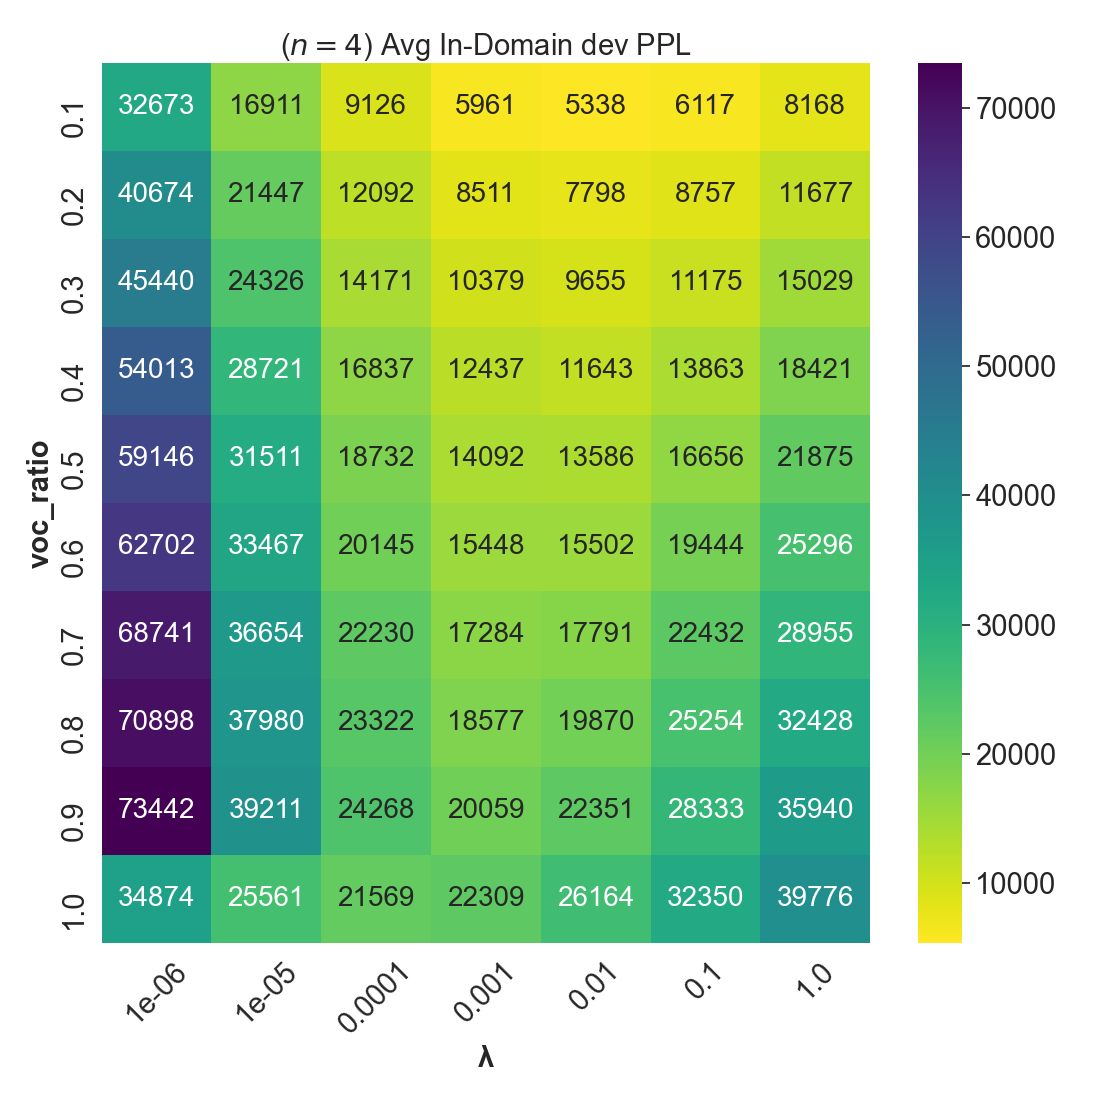 (n = 4) Avg In-Domain dev PPL
voc_ratio
0.1 32673 16911 9126 5961 5338 6117 8168
0.2 40674 21447 12092 8511 7798 8757 11677
0.3 45440 24326 14171 10379 9655 11175 15029
0.4 54013 28721 16837 12437 11643 13863 18421
0.5 59146 31511 18732 14092 13586 16656 21875
0.6 62702 33467 20145 15448 15502 19444 25296
0.7 68741 36654 22230 17284 17791 22432 28955
0.8 70898 37980 23322 18577 19870 25254 32428
0.9 73442 39211 24268 20059 22351 28333 35940
1.0 34874 25561 21569 22309 26164 32350 39776
1e-06 1e-05 0.0001 0.001 0.01 0.1 1.0
λ
70000
60000
50000
40000
30000
20000
10000